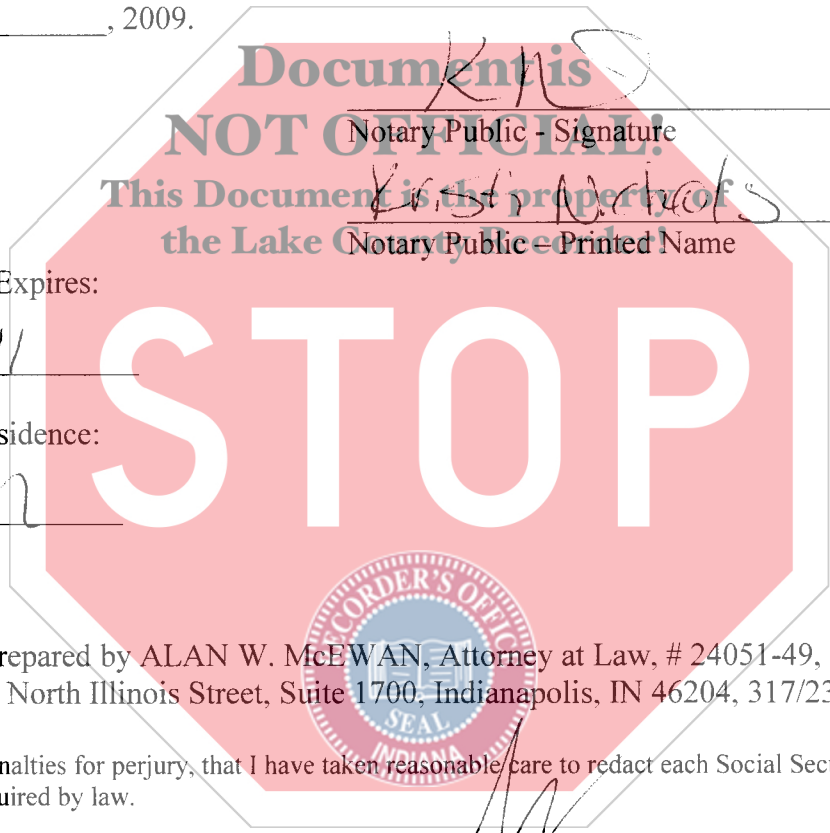 , 2009.
Document is
NOT OFFICIAL!
Notary Public - Signature
This Document is the property of
Kristi Nichols
the Lake County Recorder!
Notary Public – Printed Name
Expires:
STOP
sidence:
RECORDER'S OFFICE
SEAL
INDIANA
repared by ALAN W. McEWAN, Attorney at Law, # 24051-49,
North Illinois Street, Suite 1700, Indianapolis, IN 46204, 317/23
nalties for perjury, that I have taken reasonable care to redact each Social Secu
uired by law.